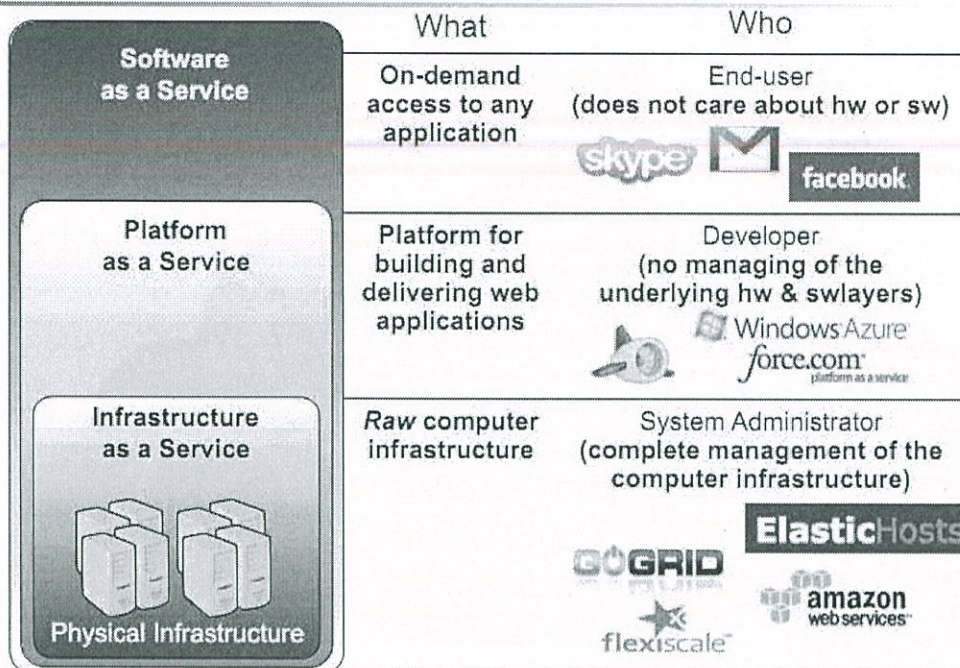 What
Who
Software
as a Service
On-demand
access to any
application
End-user
(does not care about hw or sw)
skype
facebook
Platform
as a Service
Platform for
building and
delivering web
applications
Developer
(no managing of the
underlying hw & swlayers)
Windows Azure
force.com
platform as a service
Infrastructure
as a Service
Raw computer
infrastructure
System Administrator
(complete management of the
computer infrastructure)
ElasticHosts
GOGRID
amazon
webservices
flexiscale
Physical Infrastructure